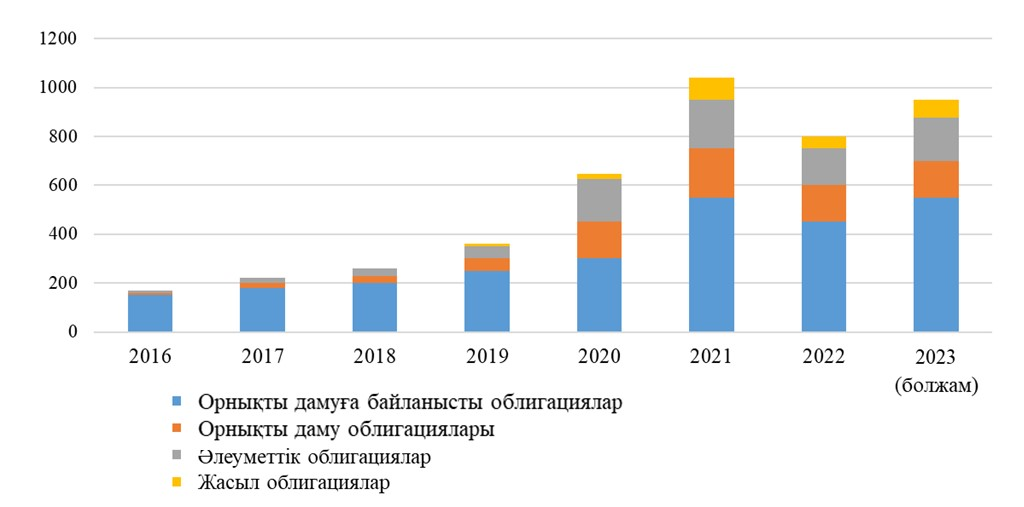 1200
1000
800
600
400
200
0
2016 2017 2018 2019 2020 2021 2022 2023
(болжам)
Орнықты дамуға байланысты облигациялар
Орнықты даму облигациялары
Әлеуметтік облигациялар
Жасыл облигациялар